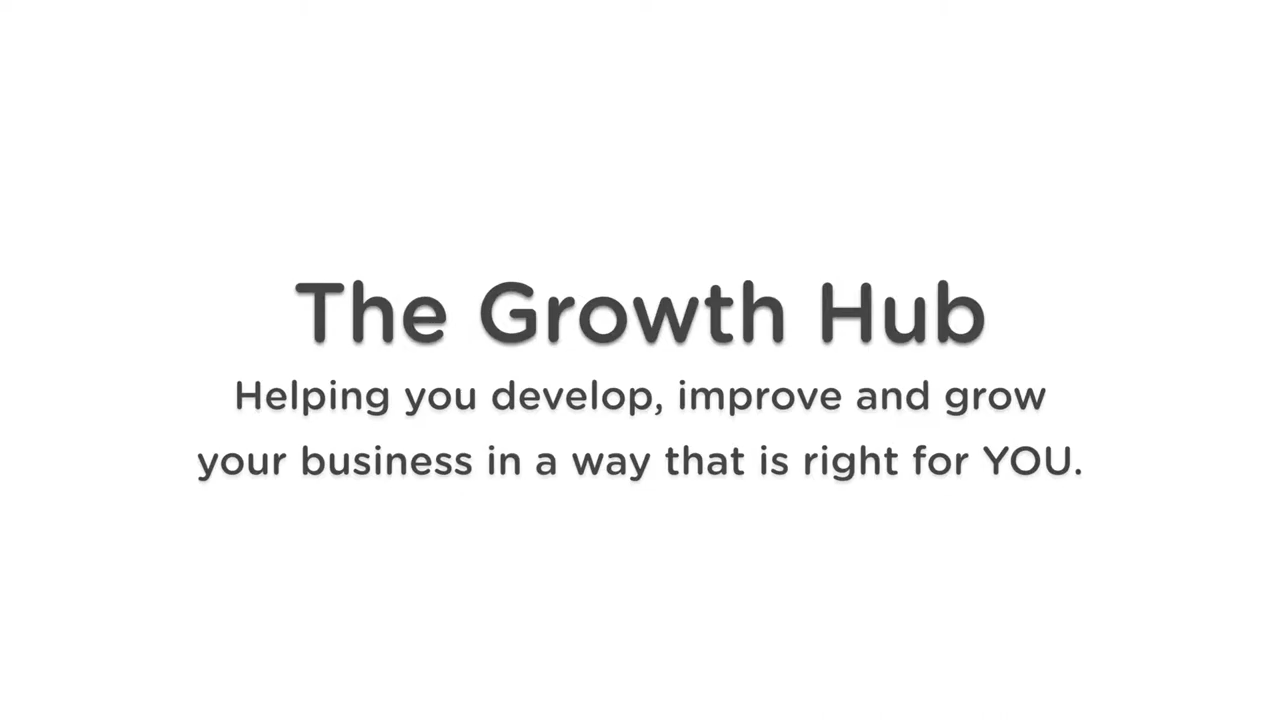 The Growth Hub
Helping you develop, improve and grow
your business in a way that is right for YOU.